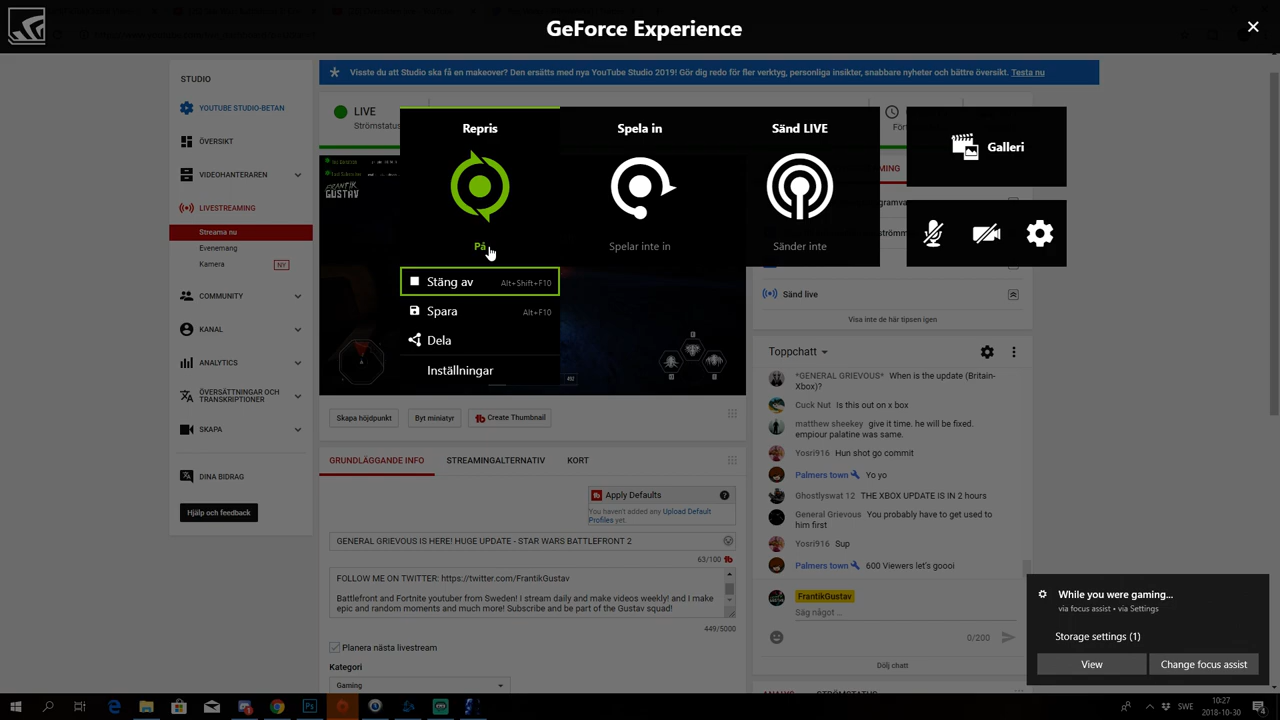 GeForce Experience
STUDIO
YOUTUBE STUDIO-BETAN
ÖVERSIKT
VIDEOHANTERAREN
LIVESTREAMING
Streama nu
Evenemang
Kamera
NY
COMMUNITY
KANAL
ANALYTICS
ÖVERSÄTTNINGAR OCH
TRANSKRIPTIONER
SKAPA
DINA BIDRAG
Hjälp och feedback
Visste du att Studio ska få en makeover? Den ersätts med nya YouTube Studio 2019! Gör dig redo för fler verktyg, personliga insikter, snabbare nyheter och bättre översikt. Testa nu
LIVE
Strömstatus
Repris
På
Spela in
Spelar inte in
Sänd LIVE
Sänder inte
Galleri
Stäng av Alt+Shift+F10
Spara Alt+F10
Dela
Inställningar
FRANTIK
GUSTAV
Skapa höjdpunkt
Byt miniatyr
Create Thumbnail
GRUNDLÄGGANDE INFO
STREAMINGALTERNATIV
KORT
Apply Defaults
You haven't added any Upload Default
Profiles yet.
GENERAL GRIEVOUS IS HERE! HUGE UPDATE - STAR WARS BATTLEFRONT 2
63/100
FOLLOW ME ON TWITTER: https://twitter.com/FrantikGustav
Battlefront and Fortnite youtuber from Sweden! I stream daily and make videos weekly! and I make
epic and random moments and much more! Subscribe and be part of the Gustav squad!
449/5000
Planera nästa livestream
Kategori
Gaming
Sänd live
Visa inte de här tipsen igen
Toppchatt
*GENERAL GRIEVOUS* When is the update (Britain-
Xbox)?
Cuck Nut Is this out on x box
matthew sheekey give it time. he will be fixed.
empiour palatine was same.
Yosri916 Hun shot go commit
Palmers town Yo yo
Ghostlyswat 12 THE XBOX UPDATE IS IN 2 hours
General Grievous You probably have to get used to
him first
Yosri916 Sup
Palmers town 600 Viewers let's goooi
FrantikGustav
Säg något ...
0/200
Dölj chatt
While you were gaming...
via focus assist • via Settings
Storage settings (1)
View
Change focus assist
SWE
10:27
2018-10-30